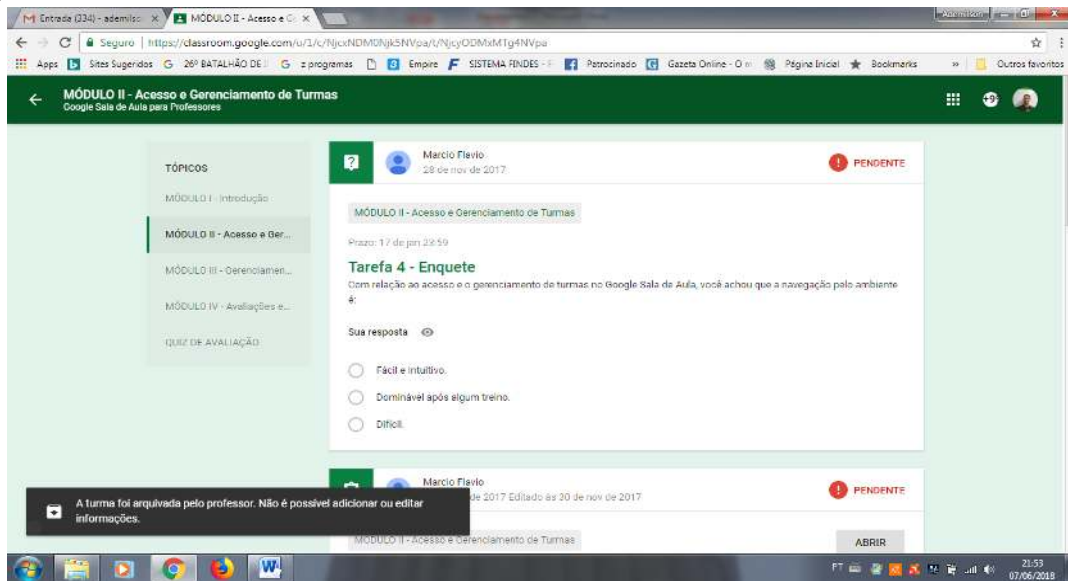 Entrada (334) - ademilsc
MÓDULO II - Acesso e G
Ademilson
Seguro
https://classroom.google.com/u/1/c/NjcxNDM0Njk5NVpa/t/NjcyODMxMTg4NVpa
Apps
Sites Sugeridos
26º BATALHÃO DE
z programas
Empire
SISTEMA FINDES - F
Patrocinado
Gazeta Online - O
Página Inicial
Bookmarks
»
Outros favoritos
MÓDULO II - Acesso e Gerenciamento de Turmas
Google Sala de Aula para Professores
+9
TÓPICOS
MÓDULO I - Introdução
MÓDULO II - Acesso e Ger...
MÓDULO III - Gerenciamen...
MÓDULO IV - Avaliações e...
QUIZ DE AVALIAÇÃO
Marcio Flavio
28 de nov de 2017
PENDENTE
MÓDULO II - Acesso e Gerenciamento de Turmas
Prazo: 17 de jan 23:59
Tarefa 4 - Enquete
Com relação ao acesso e o gerenciamento de turmas no Google Sala de Aula, você achou que a navegação pelo ambiente
é:
Sua resposta
Fácil e intuitivo.
Dominável após algum treino.
Difícil.
Marcio Flavio
de 2017 Editado às 30 de nov de 2017
PENDENTE
MÓDULO II - Acesso e Gerenciamento de Turmas
ABRIR
A turma foi arquivada pelo professor. Não é possível adicionar ou editar
informações.
PT
21:53
07/06/2018